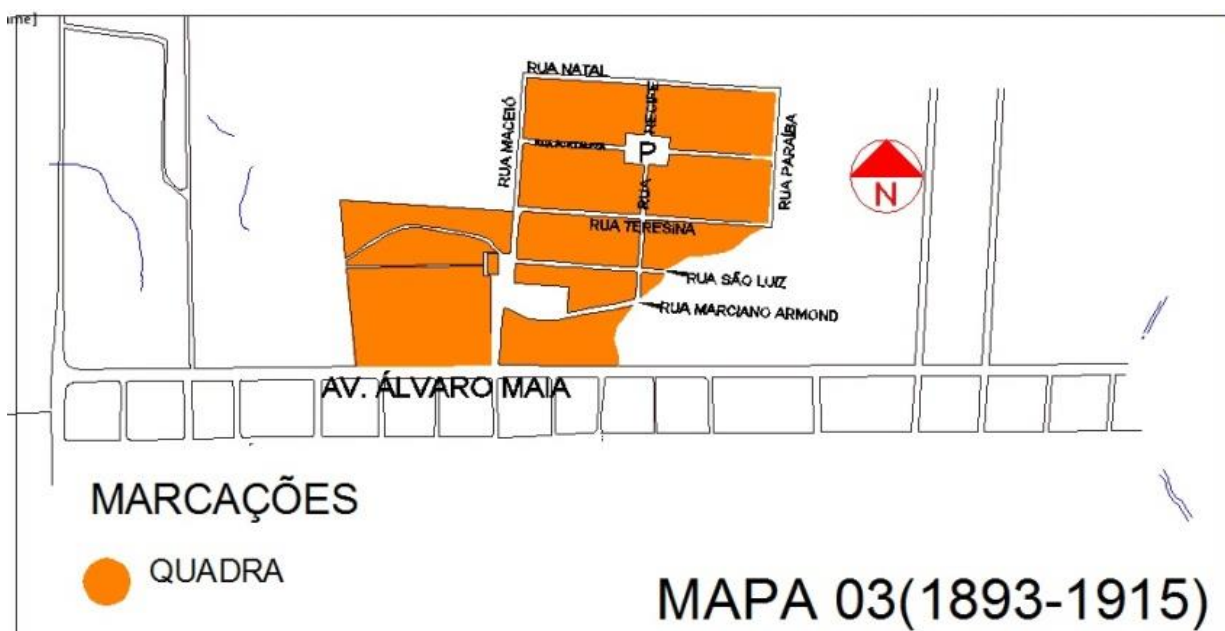 ame]
RUA NATAL
RECIFE
RUA MACEIÓ
P
RUA PARAÍBA
RUA
RUA TERESINA
N
RUA SÃO LUIZ
RUA MARCIANO ARMOND
AV. ÁLVARO MAIA
MARCAÇÕES
QUADRA
MAPA 03(1893-1915)